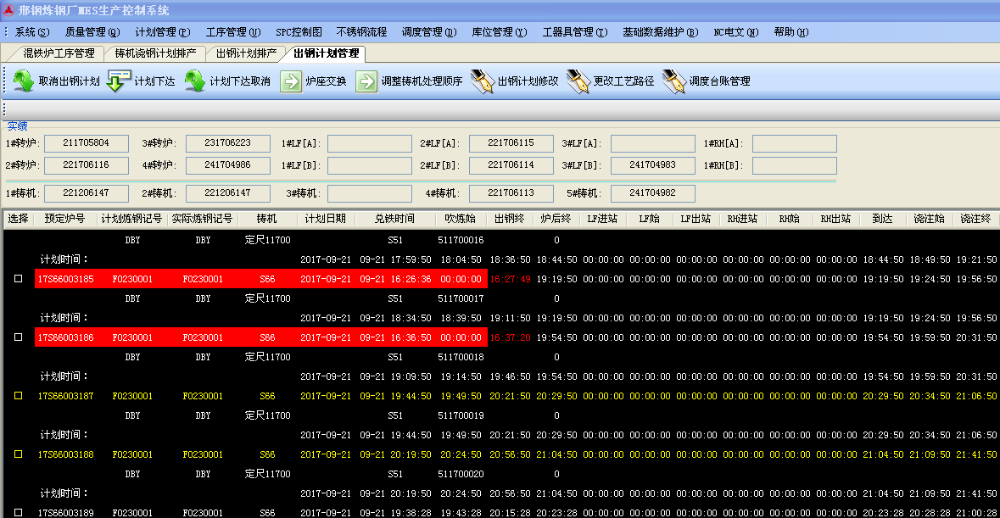 邢钢炼钢厂MES生产控制系统
系统(S) 质量管理(Q) 计划管理(P) 工序管理(U) SPC控制图 不锈钢流程 调度管理(D) 库位管理(Y) 工器具管理(T) 基础数据维护(B) NC电文(N) 帮助(H)
混铁炉工序管理 铸机浇钢计划排产 出钢计划排产 出钢计划管理
取消出钢计划 计划下达 计划下达取消 炉座交换 调整铸机处理顺序 出钢计划修改 更改工艺路径 调度台账管理
实绩
1#转炉: 211705804 3#转炉: 231706223 1#LF[A]: 2#LF[A]: 221706115 3#LF[A]: 1#RH[A]:
2#转炉: 221706116 4#转炉: 241704986 1#LF[B]: 2#LF[B]: 221706114 3#LF[B]: 241704983 1#RH[B]:
1#铸机: 221206147 2#铸机: 221206147 3#铸机: 4#铸机: 221706113 5#铸机: 241704982
选择 预定炉号 计划炼钢记号 实际炼钢记号 铸机 计划日期 兑铁时间 吹炼始 出钢终 炉后终 LF进站 LF始 LF出站 RH进站 RH始 RH出站 到达 浇注始 浇注终
DBY DBY 定尺11700 S51 511700016 0
计划时间： 2017-09-21 09-21 17:59:50 18:04:50 18:36:50 18:44:50 00:00:00 00:00:00 00:00:00 00:00:00 00:00:00 00:00:00 18:44:50 18:49:50 19:21:50
17S66003185 F0230001 F0230001 S66 2017-09-21 09-21 16:26:36 00:00:00 16:27:49 19:19:50 00:00:00 00:00:00 00:00:00 00:00:00 00:00:00 00:00:00 19:19:50 19:24:50 19:56:50
DBY DBY 定尺11700 S51 511700017 0
计划时间： 2017-09-21 09-21 18:34:50 18:39:50 19:11:50 19:19:50 00:00:00 00:00:00 00:00:00 00:00:00 00:00:00 00:00:00 19:19:50 19:24:50 19:56:50
17S66003186 F0230001 F0230001 S66 2017-09-21 09-21 16:36:50 00:00:00 16:37:20 19:54:50 00:00:00 00:00:00 00:00:00 00:00:00 00:00:00 00:00:00 19:54:50 19:59:50 20:31:50
DBY DBY 定尺11700 S51 511700018 0
计划时间： 2017-09-21 09-21 19:09:50 19:14:50 19:46:50 19:54:50 00:00:00 00:00:00 00:00:00 00:00:00 00:00:00 00:00:00 19:54:50 19:59:50 20:31:50
17S66003187 F0230001 F0230001 S66 2017-09-21 09-21 19:44:50 19:49:50 20:21:50 20:29:50 00:00:00 00:00:00 00:00:00 00:00:00 00:00:00 00:00:00 20:29:50 20:34:50 21:06:50
DBY DBY 定尺11700 S51 511700019 0
计划时间： 2017-09-21 09-21 19:44:50 19:49:50 20:21:50 20:29:50 00:00:00 00:00:00 00:00:00 00:00:00 00:00:00 00:00:00 20:29:50 20:34:50 21:06:50
17S66003188 F0230001 F0230001 S66 2017-09-21 09-21 20:19:50 20:24:50 20:56:50 21:04:50 00:00:00 00:00:00 00:00:00 00:00:00 00:00:00 00:00:00 21:04:50 21:09:50 21:41:50
DBY DBY 定尺11700 S51 511700020 0
计划时间： 2017-09-21 09-21 20:19:50 20:24:50 20:56:50 21:04:50 00:00:00 00:00:00 00:00:00 00:00:00 00:00:00 00:00:00 21:04:50 21:09:50 21:41:50
17S66003189 F0230001 F0230001 S66 2017-09-21 09-21 19:38:28 19:43:28 20:15:28 20:23:28 00:00:00 00:00:00 00:00:00 00:00:00 00:00:00 00:00:00 20:23:28 20:28:28 21:00:28